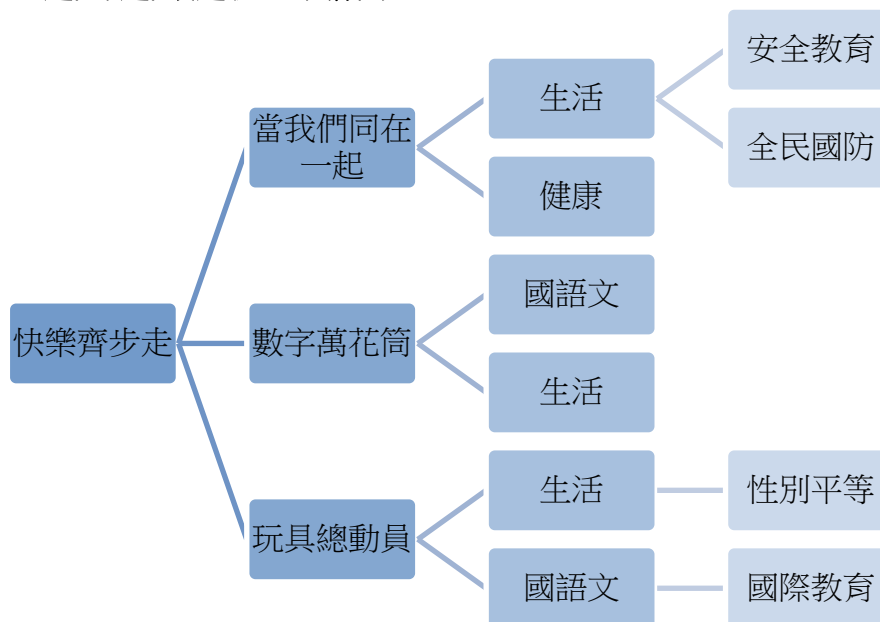 安全教育
生活
當我們同在
一起
全民國防
健康
國語文
快樂齊步走
數字萬花筒
生活
生活
性別平等
玩具總動員
國語文
國際教育